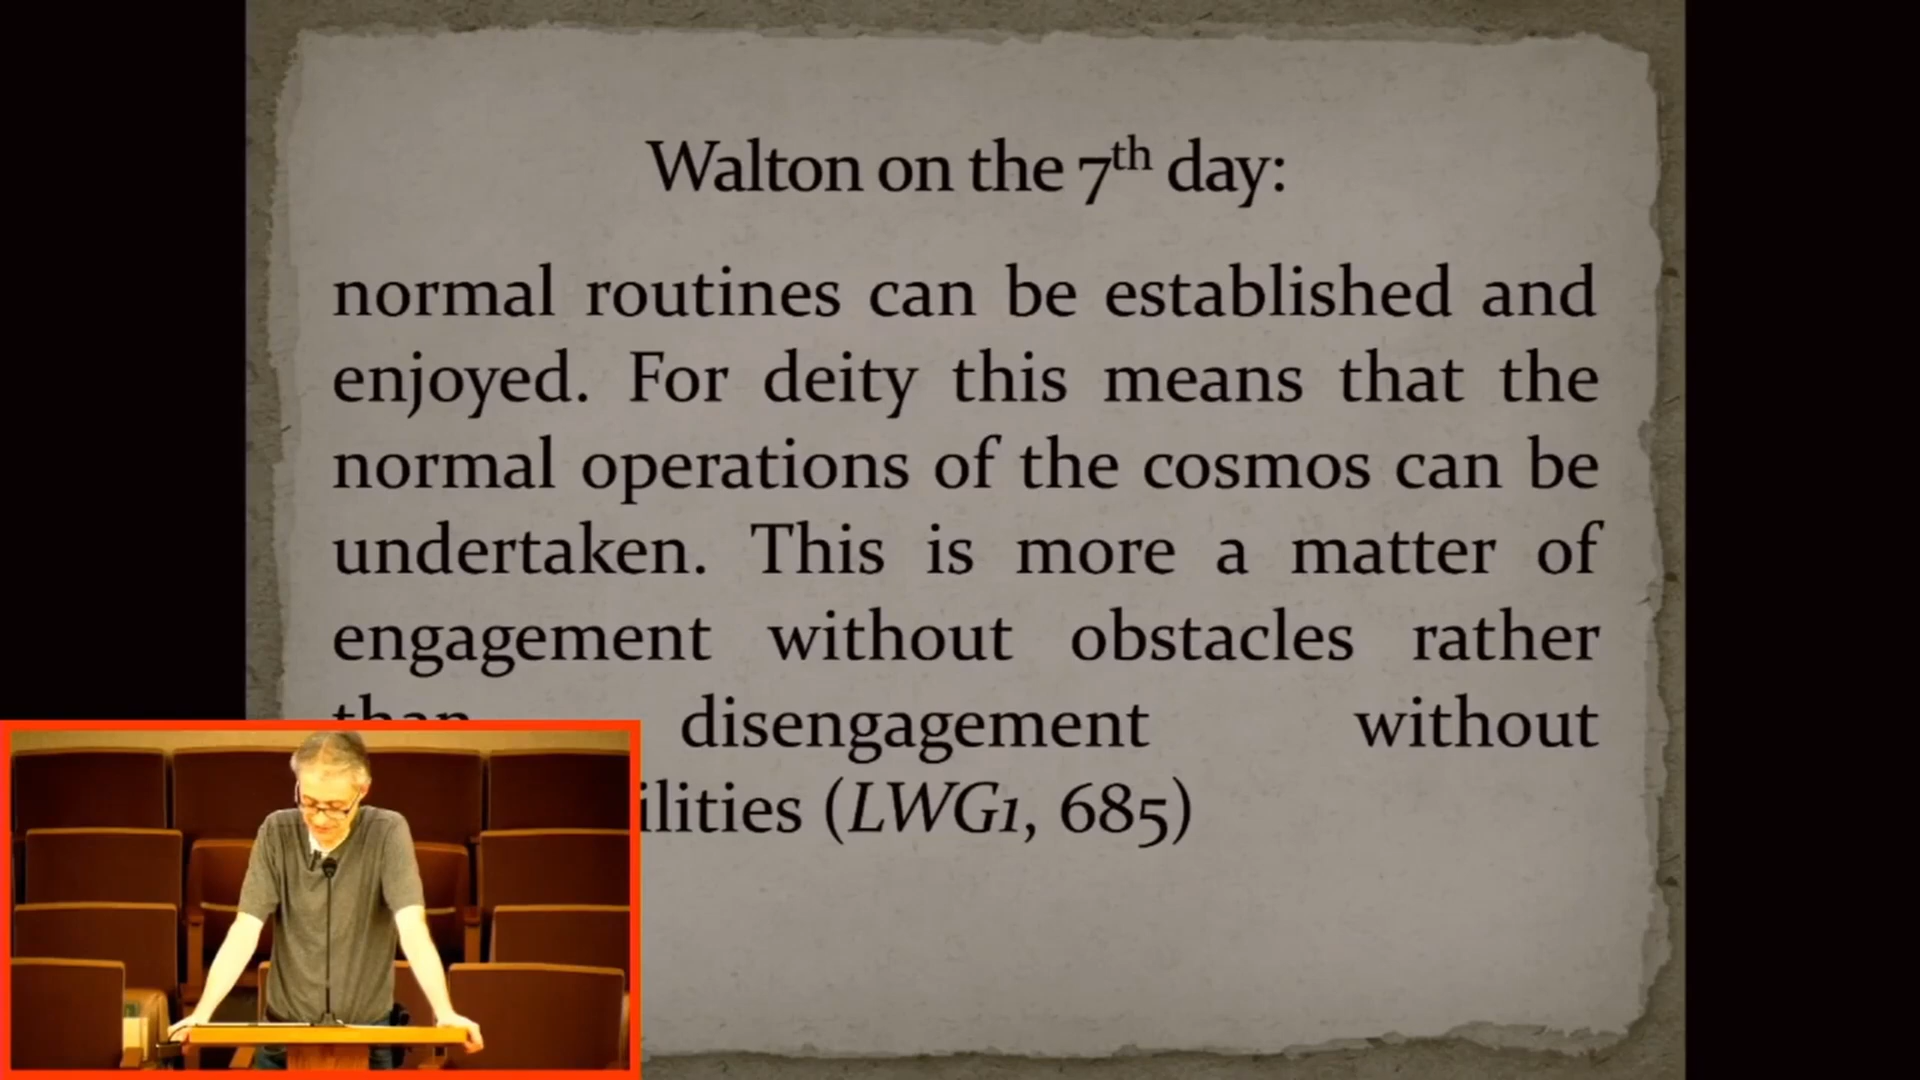 Walton on the 7th day:
normal routines can be established and
enjoyed. For deity this means that the
normal operations of the cosmos can be
undertaken. This is more a matter of
engagement without obstacles rather
than disengagement without
ilities (LWG1, 685)